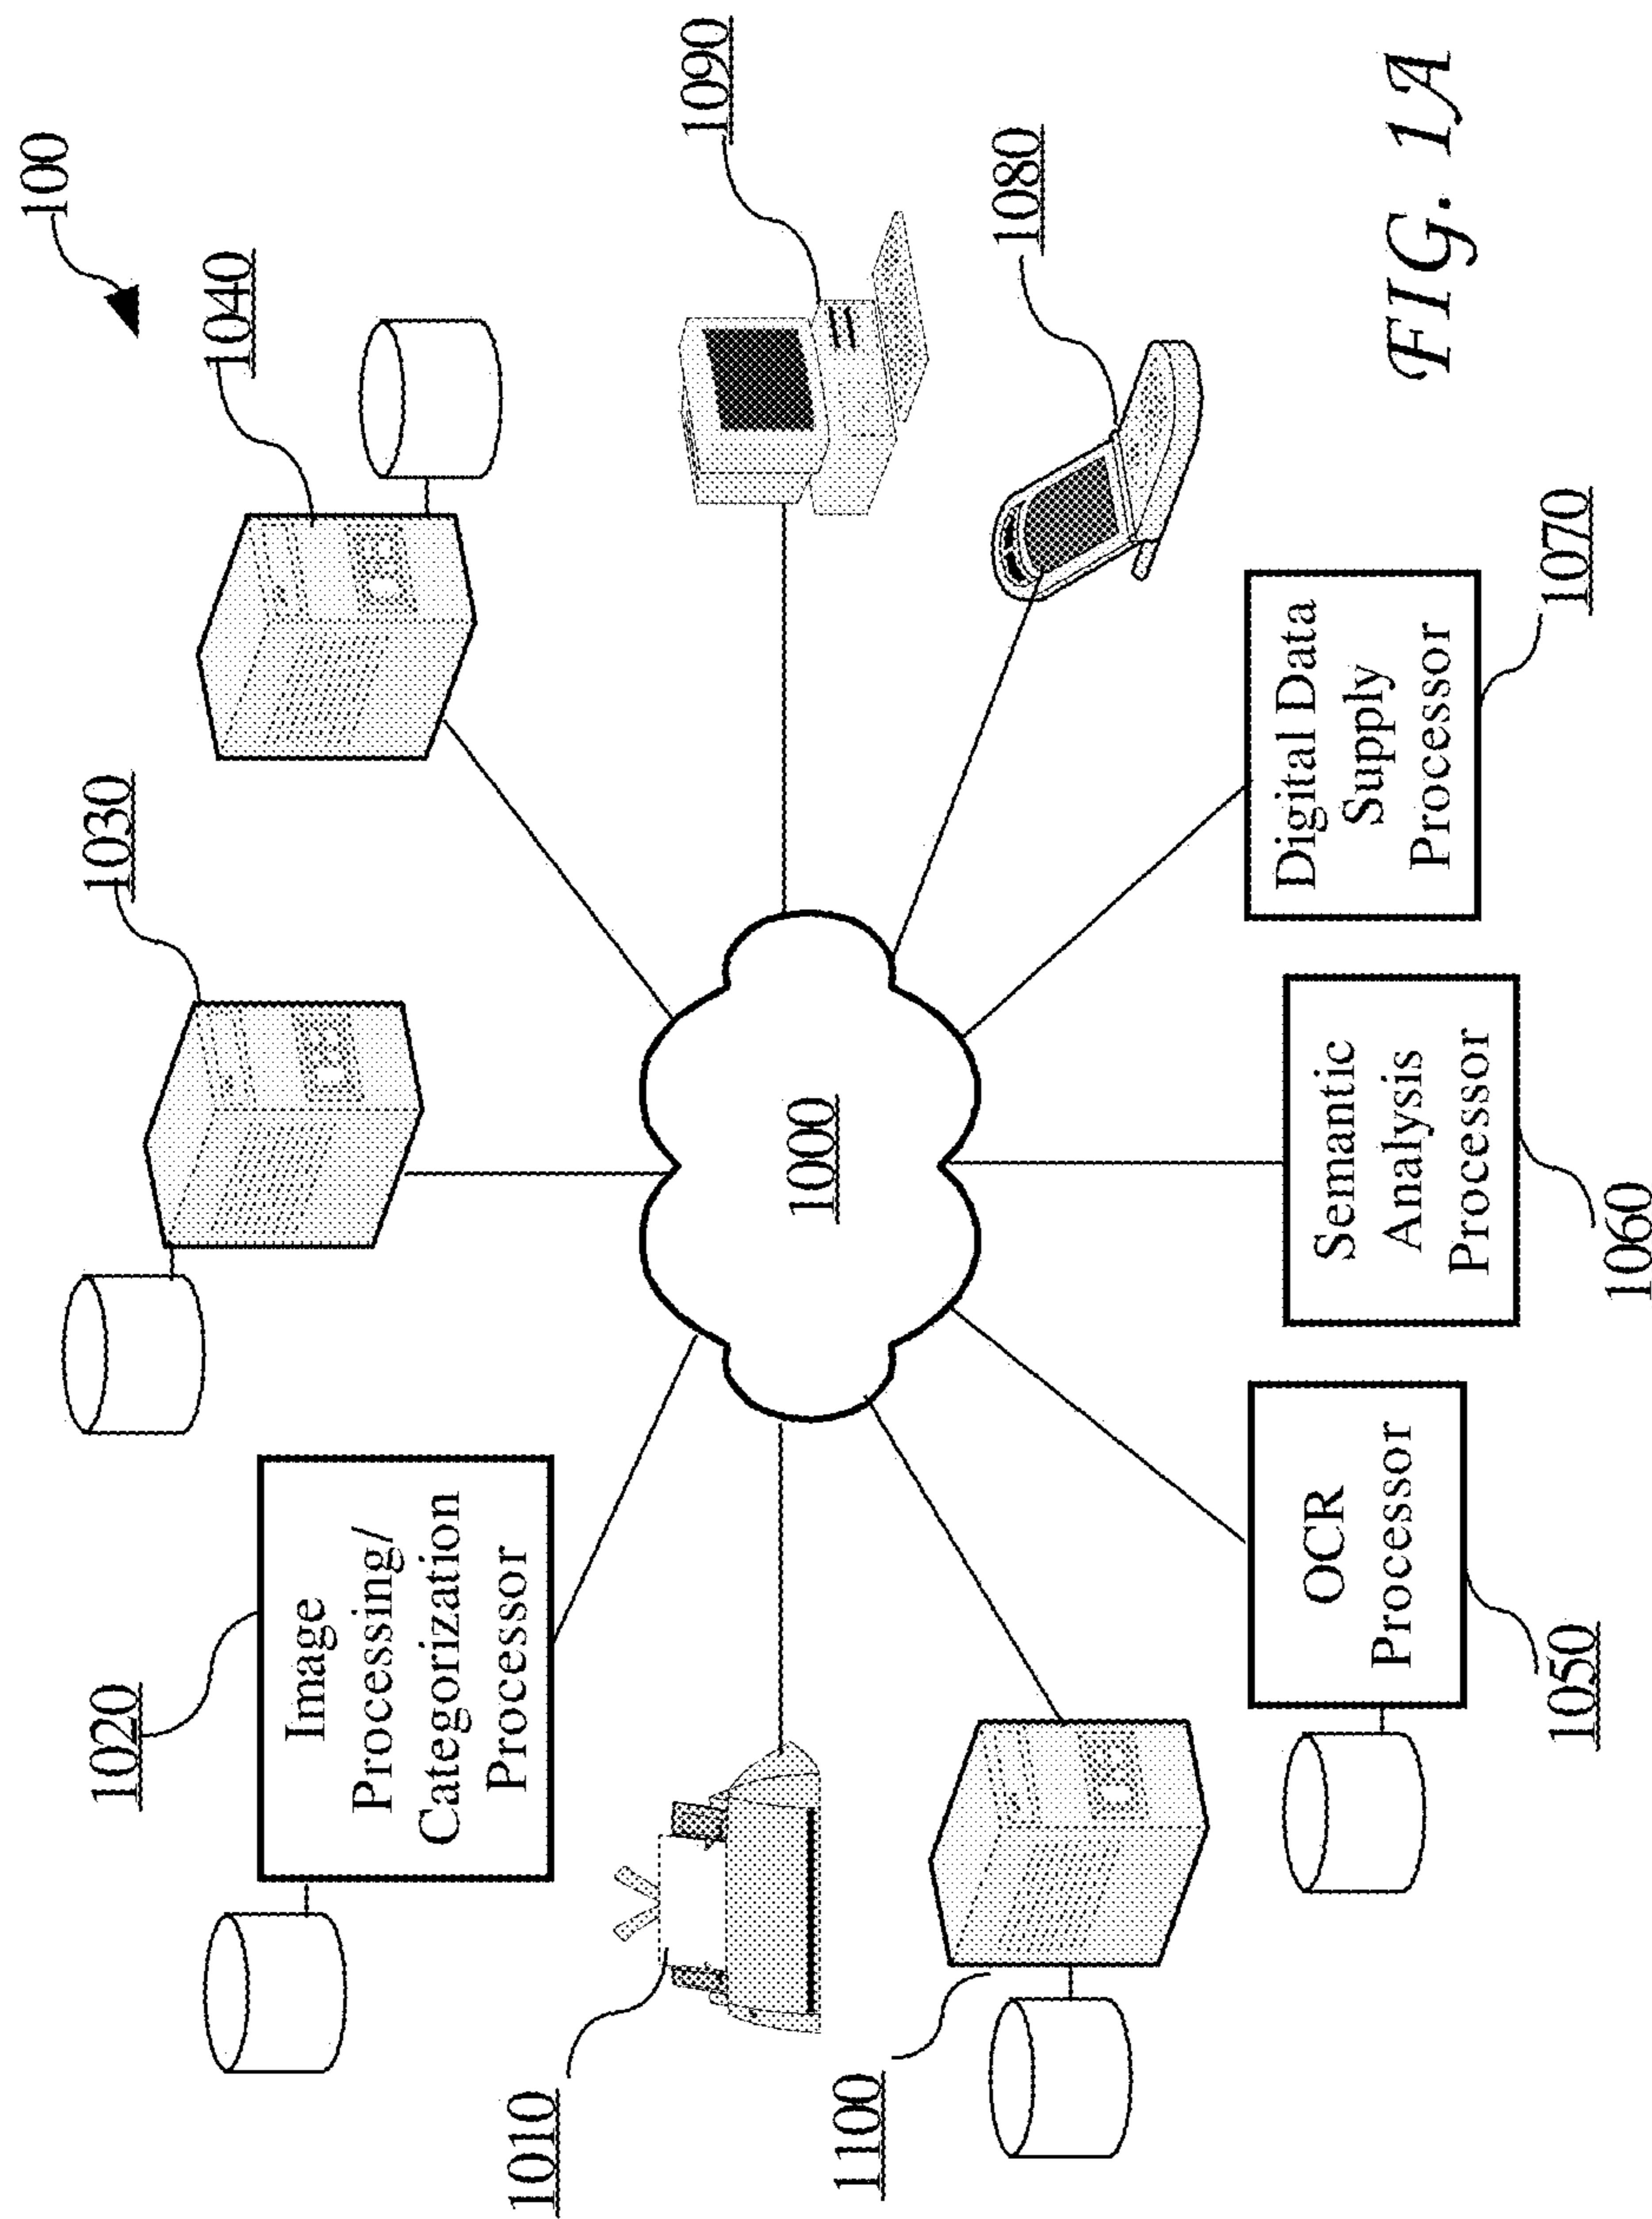 100
1040
1030
1020
Image
Processing/
Categorization
Processor
1090
1010
1000
1080
1100
OCR
Processor
1050
Semantic
Analysis
Processor
1060
Digital Data
Supply
Processor
1070
FIG. 1A